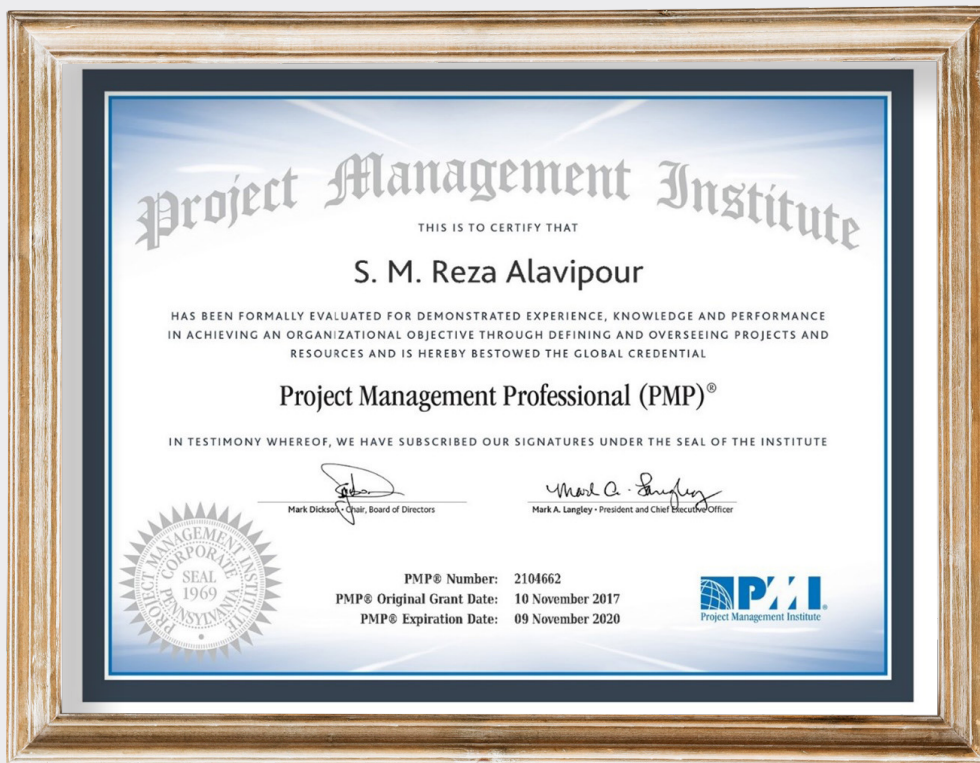 Project Management Institute
THIS IS TO CERTIFY THAT
S. M. Reza Alavipour
HAS BEEN FORMALLY EVALUATED FOR DEMONSTRATED EXPERIENCE, KNOWLEDGE AND PERFORMANCE
IN ACHIEVING AN ORGANIZATIONAL OBJECTIVE THROUGH DEFINING AND OVERSEEING PROJECTS AND
RESOURCES AND IS HEREBY BESTOWED THE GLOBAL CREDENTIAL
Project Management Professional (PMP)®
IN TESTIMONY WHEREOF, WE HAVE SUBSCRIBED OUR SIGNATURES UNDER THE SEAL OF THE INSTITUTE
Mark A. Langley
Mark Dickson • Chair, Board of Directors
Mark A. Langley • President and Chief Executive Officer
PROJECT MANAGEMENT INSTITUTE
CORPORATE
SEAL
1969
PENNSYLVANIA
PMP® Number: 2104662
PMP® Original Grant Date: 10 November 2017
PMP® Expiration Date: 09 November 2020
PMI®
Project Management Institute